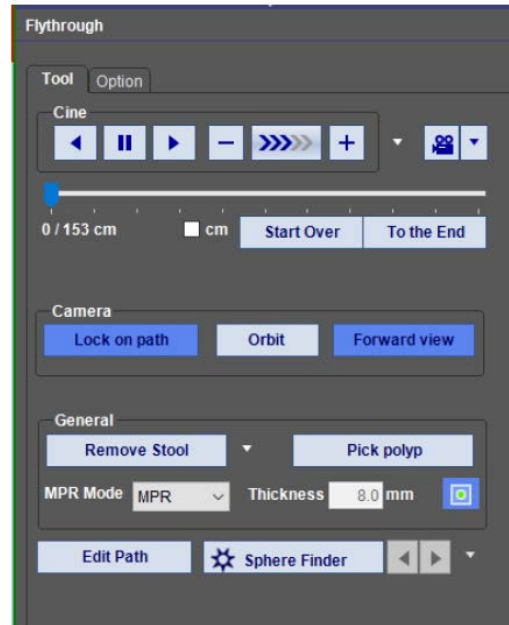 Flythrough
Tool Option
Cine
0 / 153 cm cm Start Over To the End
Camera
Lock on path Orbit Forward view
General
Remove Stool Pick polyp
MPR Mode MPR Thickness 8.0 mm
Edit Path Sphere Finder